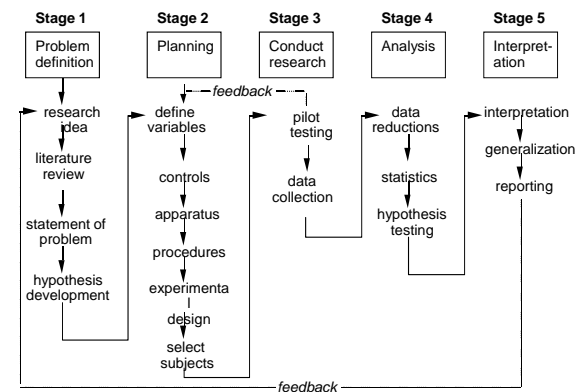 Stage 1
Stage 2
Stage 3
Stage 4
Stage 5
Problem
definition
Planning
Conduct
research
Analysis
Interpret-
ation
feedback
research
idea
literature
review
statement of
problem
hypothesis
development
define
variables
controls
apparatus
procedures
experimenta
design
select
subjects
pilot
testing
data
collection
data
reductions
statistics
hypothesis
testing
interpretation
generalization
reporting
feedback